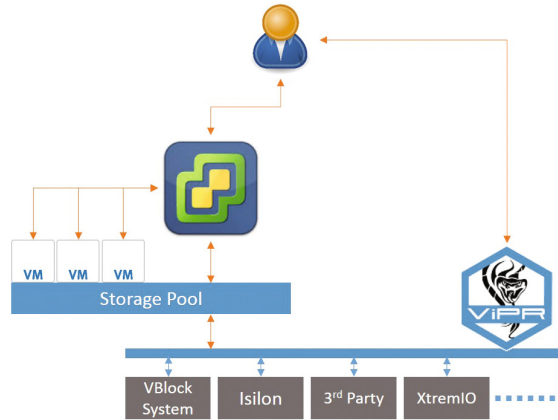 VM VM VM
Storage Pool
ViPR
VBlock Isilon 3rd Party XtremIO
System